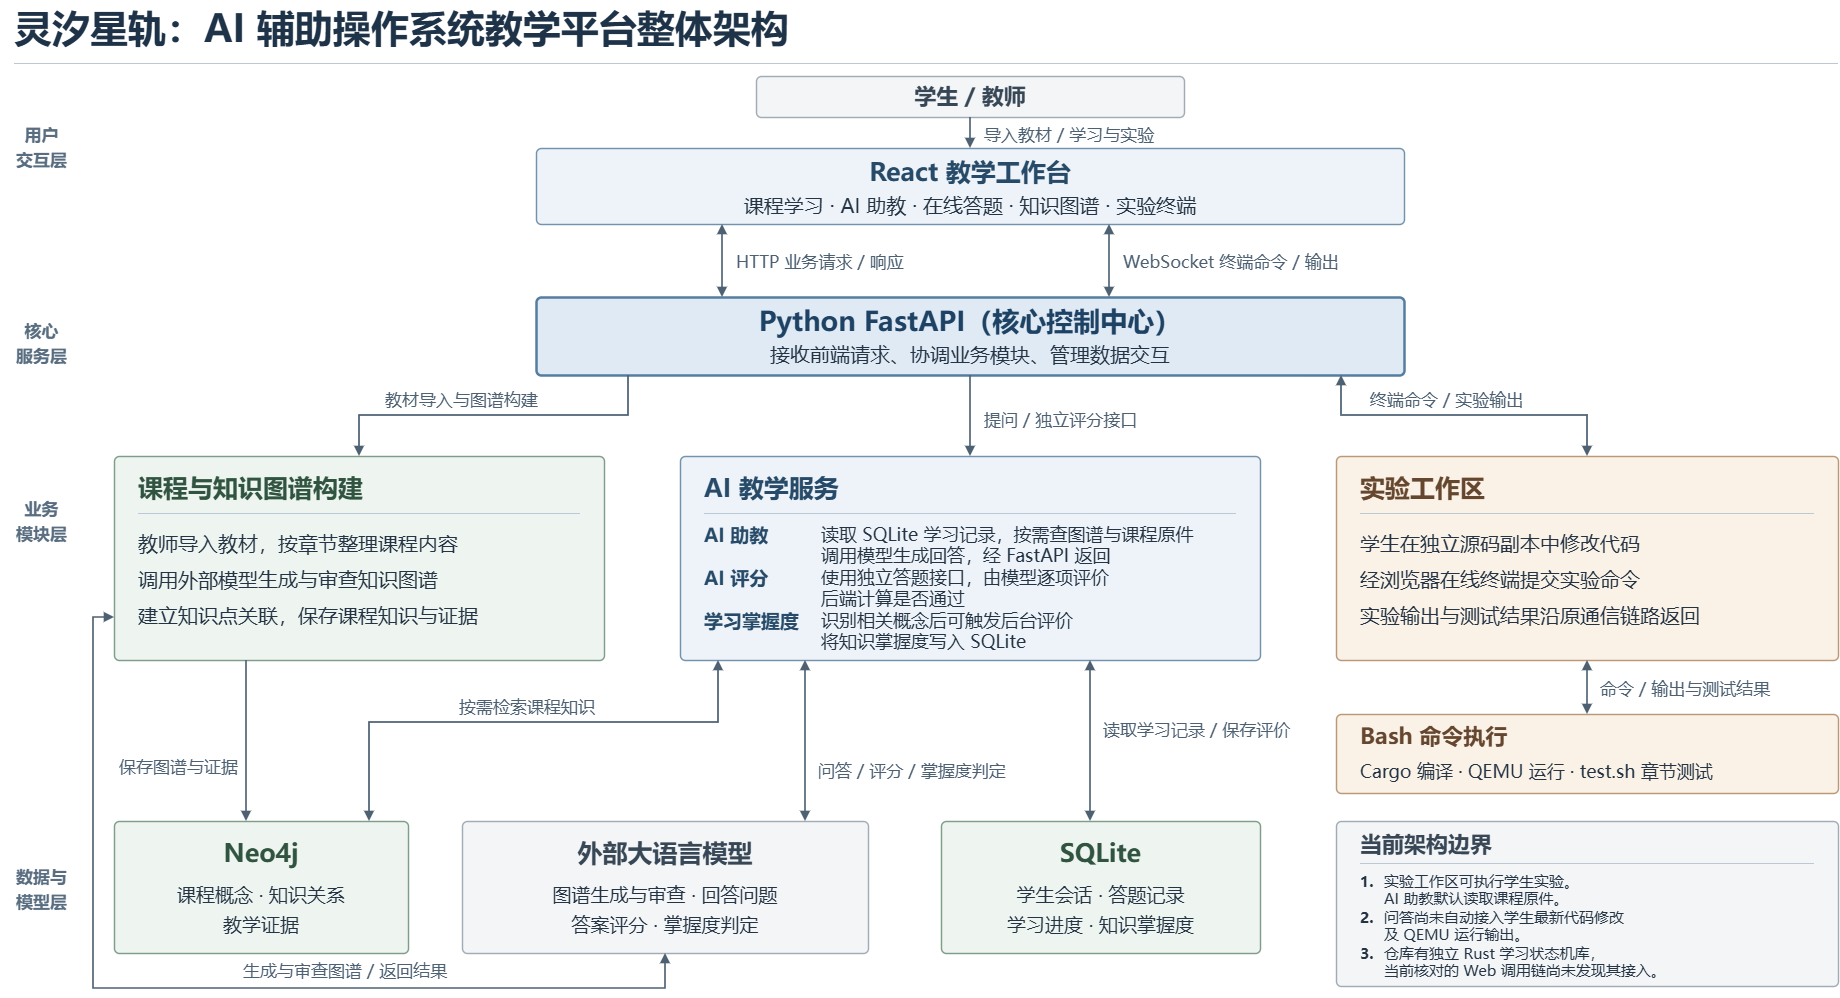 灵汐星轨：AI 辅助操作系统教学平台整体架构
学生 / 教师
用户
交互层
导入教材 / 学习与实验
React 教学工作台
课程学习 · AI 助教 · 在线答题 · 知识图谱 · 实验终端
HTTP 业务请求 / 响应
WebSocket 终端命令 / 输出
核心
服务层
Python FastAPI（核心控制中心）
接收前端请求、协调业务模块、管理数据交互
教材导入与图谱构建
提问 / 独立评分接口
终端命令 / 实验输出
业务
模块层
课程与知识图谱构建
教师导入教材，按章节整理课程内容
调用外部模型生成与审查知识图谱
建立知识点关联，保存课程知识与证据
AI 教学服务
AI 助教
读取 SQLite 学习记录，按需查图谱与课程原件
调用模型生成回答，经 FastAPI 返回
AI 评分
使用独立答题接口，由模型逐项评价
后端计算是否通过
学习掌握度
识别相关概念后可触发后台评价
将知识掌握度写入 SQLite
实验工作区
学生在独立源码副本中修改代码
经浏览器在线终端提交实验命令
实验输出与测试结果沿原通信链路返回
命令 / 输出与测试结果
按需检索课程知识
读取学习记录 / 保存评价
保存图谱与证据
问答 / 评分 / 掌握度判定
Bash 命令执行
Cargo 编译 · QEMU 运行 · test.sh 章节测试
数据与
模型层
Neo4j
课程概念 · 知识关系
教学证据
外部大语言模型
图谱生成与审查 · 回答问题
答案评分 · 掌握度判定
SQLite
学生会话 · 答题记录
学习进度 · 知识掌握度
生成与审查图谱 / 返回结果
当前架构边界
1. 实验工作区可执行学生实验。
AI 助教默认读取课程原件。
2. 问答尚未自动接入学生最新代码修改
及 QEMU 运行输出。
3. 仓库有独立 Rust 学习状态机库，
当前核对的 Web 调用链尚未发现其接入。